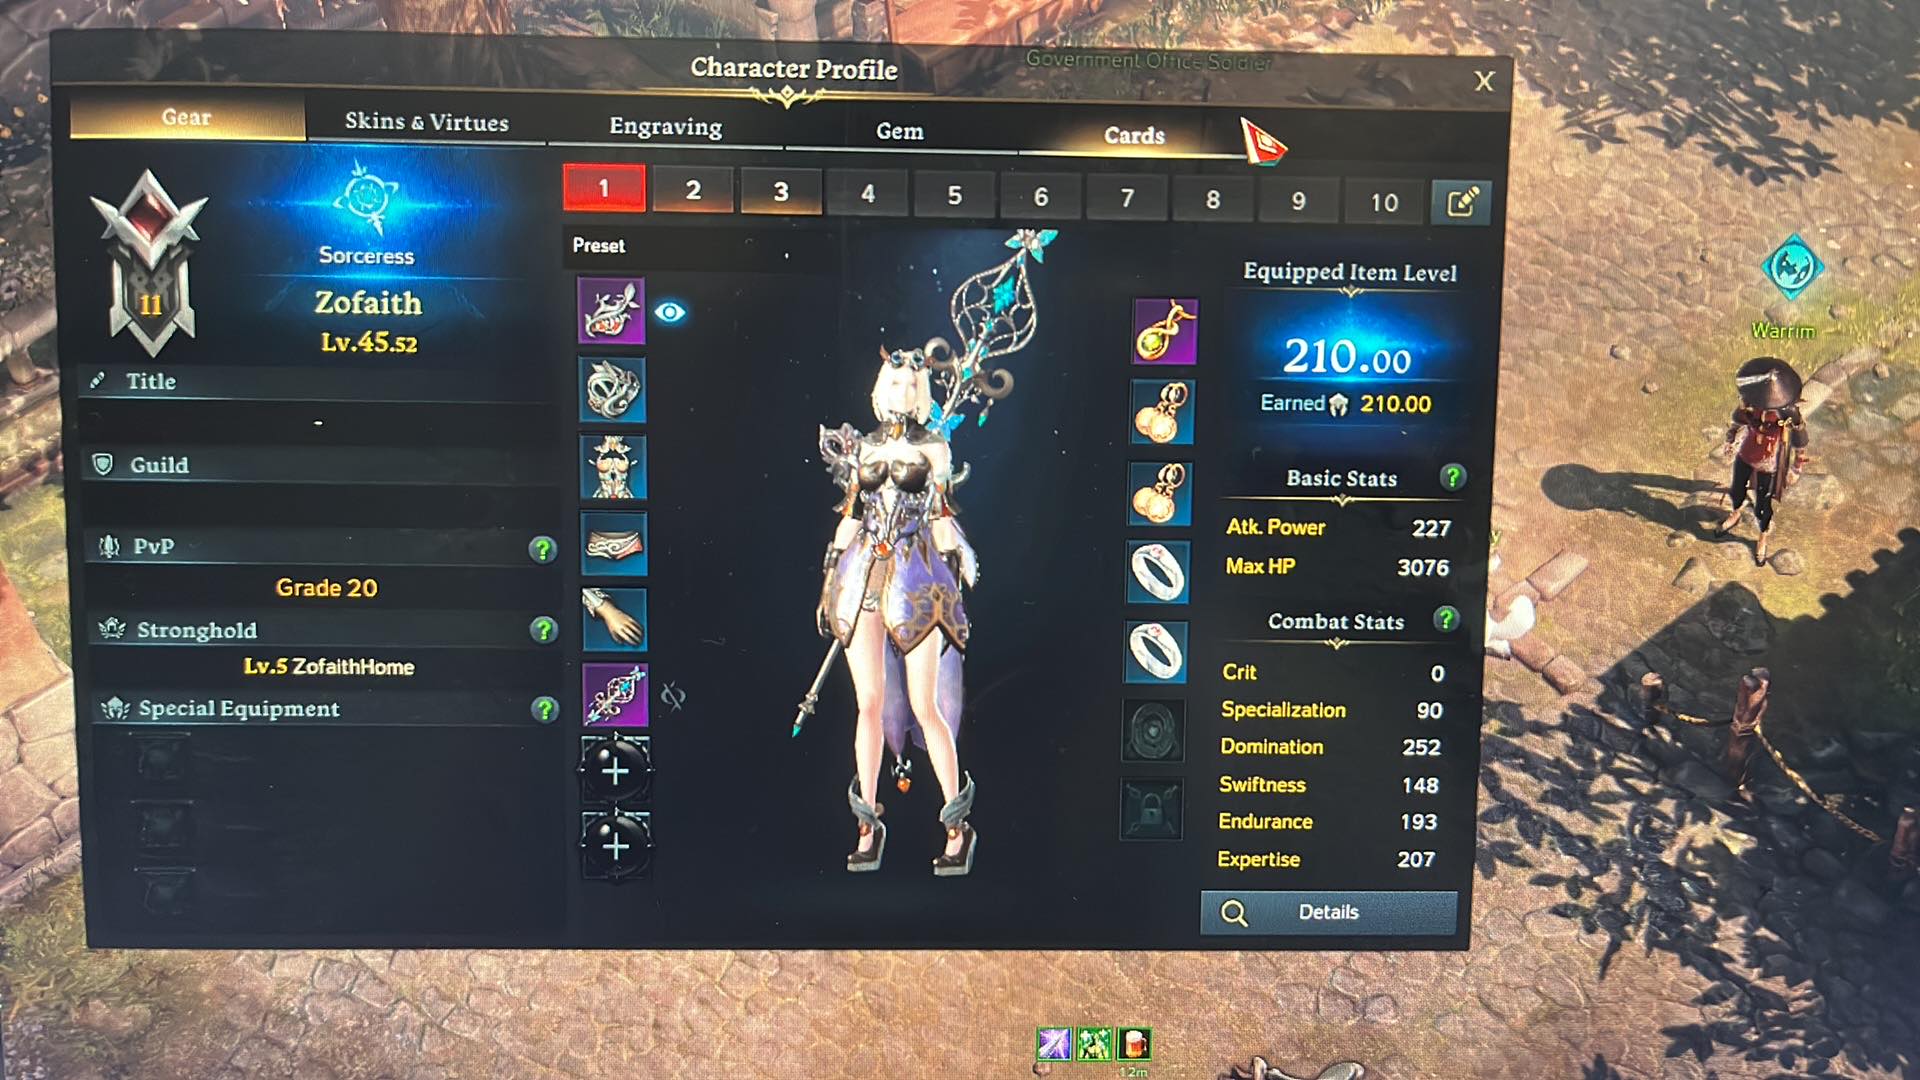 Government Office Soldier
Character Profile
X
Gear
Skins & Virtues
Engraving
Gem
Cards
1
2
3
4
5
6
7
8
9
10
11
Sorceress
Zofaith
Lv.45.52
Title
-
Guild
PvP
?
Grade 20
Stronghold
?
Lv.5 ZofaithHome
Special Equipment
?
Preset
Equipped Item Level
210.00
Earned 210.00
Basic Stats
?
Atk. Power 227
Max HP 3076
Combat Stats
?
Crit 0
Specialization 90
Domination 252
Swiftness 148
Endurance 193
Expertise 207
Details
Warrim
12m